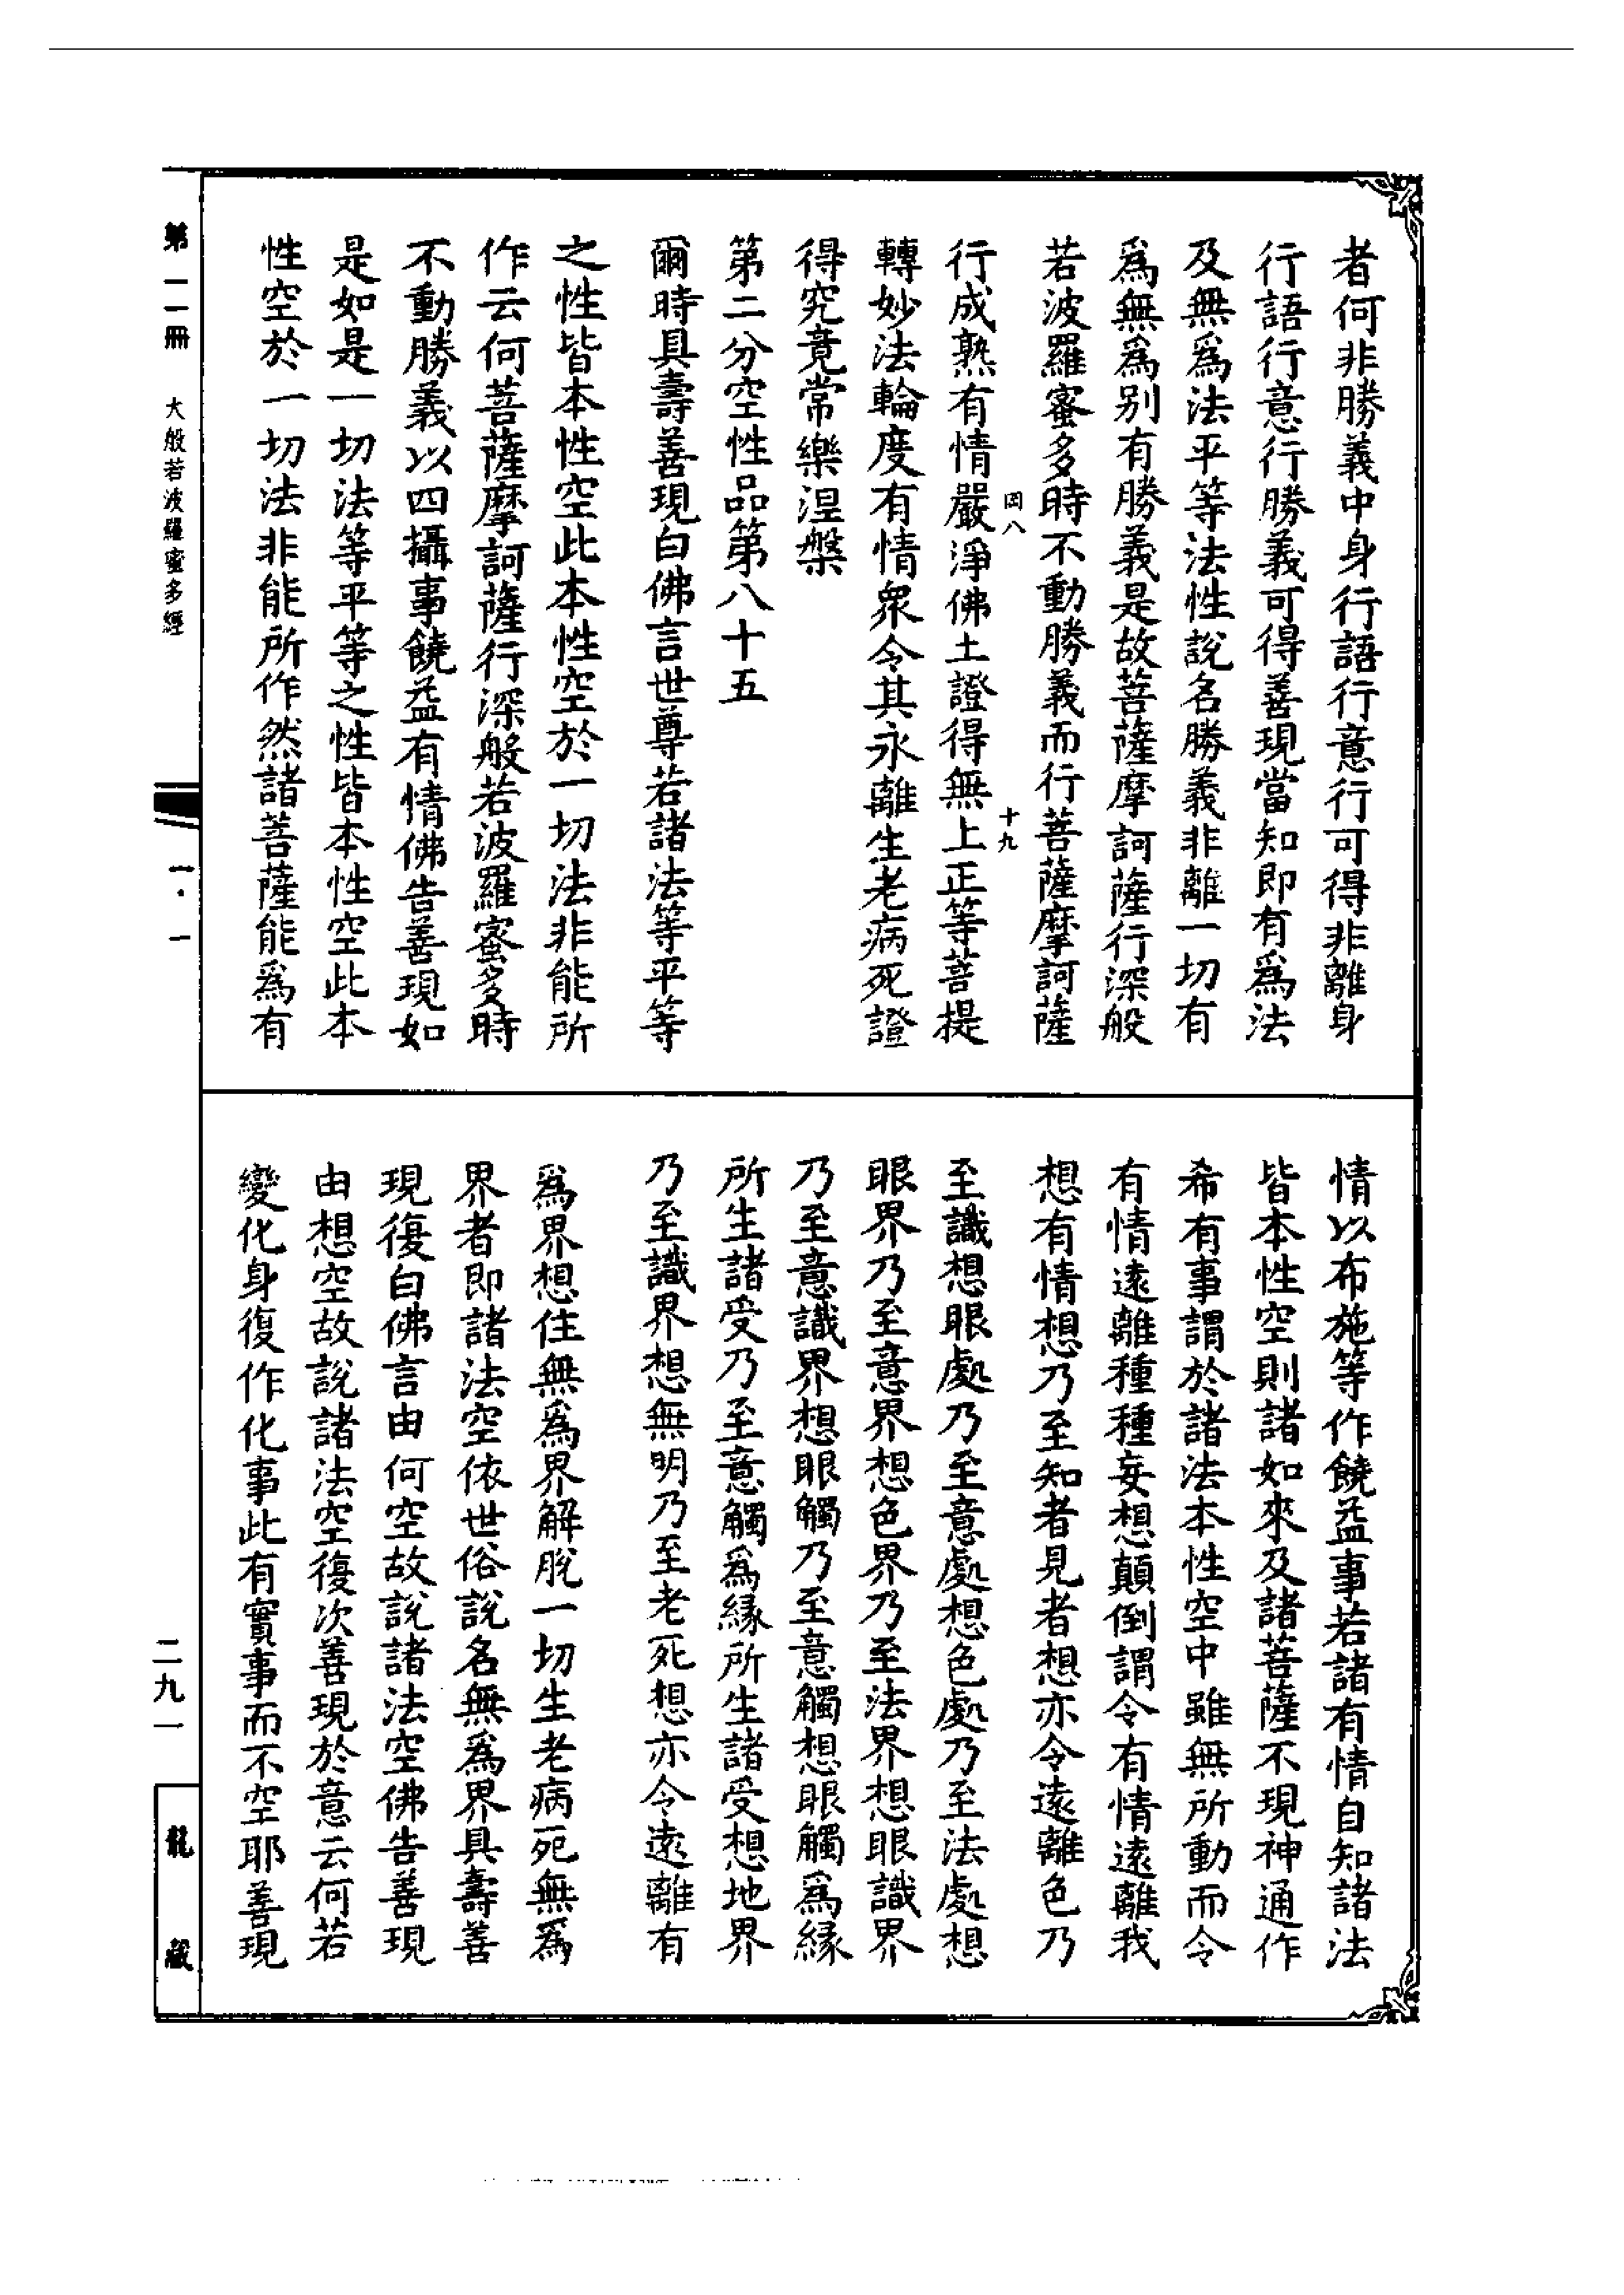 者何非勝義中身行語行意行可得非離身
行語行意行勝義可得善現當知即有爲法
及無爲法平等法性說名勝義非離一切有
爲無爲别有勝義是故菩薩摩訶薩行深般
若波羅蜜多時不動勝義而行菩薩摩訶薩
十九
行成熟有情嚴淨佛土證得無上正等菩提
轉妙法輪度有情衆令其永離生老病死證
得究竟常樂涅槃
第二分空性品第八十五
爾時具壽善現白佛言世尊若諸法等平等
之性皆本性空此本性空於一切法非能所
作云何菩薩摩訶薩行深般若波羅蜜多時
不動勝義以四攝事饒益有情佛告善現如
是如是一切法等平等之性皆本性空此本
性空於一切法非能所作然諸菩薩能爲有
情以布施等作饒益事若諸有情自知諸法
皆本性空則諸如來及諸菩薩不現神通作
希有事謂於諸法本性空中雖無所動而令
有情遠離種種妄想顛倒謂令有情遠離我
想有情想乃至知者見者想亦令遠離色乃
至識想眼處乃至意處想色處乃至法處想
眼界乃至意界想色界乃至法界想眼識界
乃至意識界想眼觸乃至意觸想眼觸爲縁
所生諸受乃至意觸爲縁所生諸受想地界
乃至識界想無明乃至老死想亦令遠離有
爲界想住無爲界解脫一切生老病死無爲
界者即諸法空依世俗說名無爲界具壽善
現復白佛言由何空故說諸法空佛告善現
由想空故說諸法空復次善現於意云何若
變化身復作化事此有實事而不空耶善現
第一一冊 大般若波羅蜜多經
一·一
二九一
龍藏